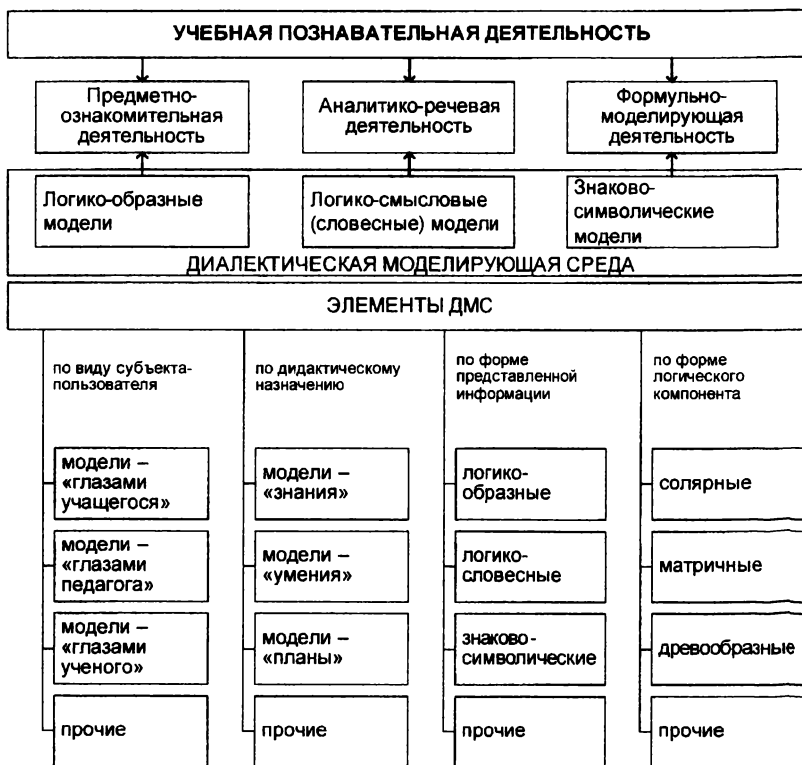 УЧЕБНАЯ ПОЗНАВАТЕЛЬНАЯ ДЕЯТЕЛЬНОСТЬ
Предметно-
ознакомительная
деятельность
Аналитико-речевая
деятельность
Формульно-
моделирующая
деятельность
Логико-образные
модели
Логико-смысловые
(словесные) модели
Знаково-
символические
модели
ДИАЛЕКТИЧЕСКАЯ МОДЕЛИРУЮЩАЯ СРЕДА
ЭЛЕМЕНТЫ ДМС
по виду субъекта-
пользователя
модели –
«глазами
учащегося»
модели –
«глазами
педагога»
модели –
«глазами
ученого»
прочие
по дидактическому
назначению
модели –
«знания»
модели –
«умения»
модели –
«планы»
прочие
по форме
представленной
информации
логико-
образные
логико-
словесные
знаково-
символические
прочие
по форме
логического
компонента
солярные
матричные
древообразные
прочие